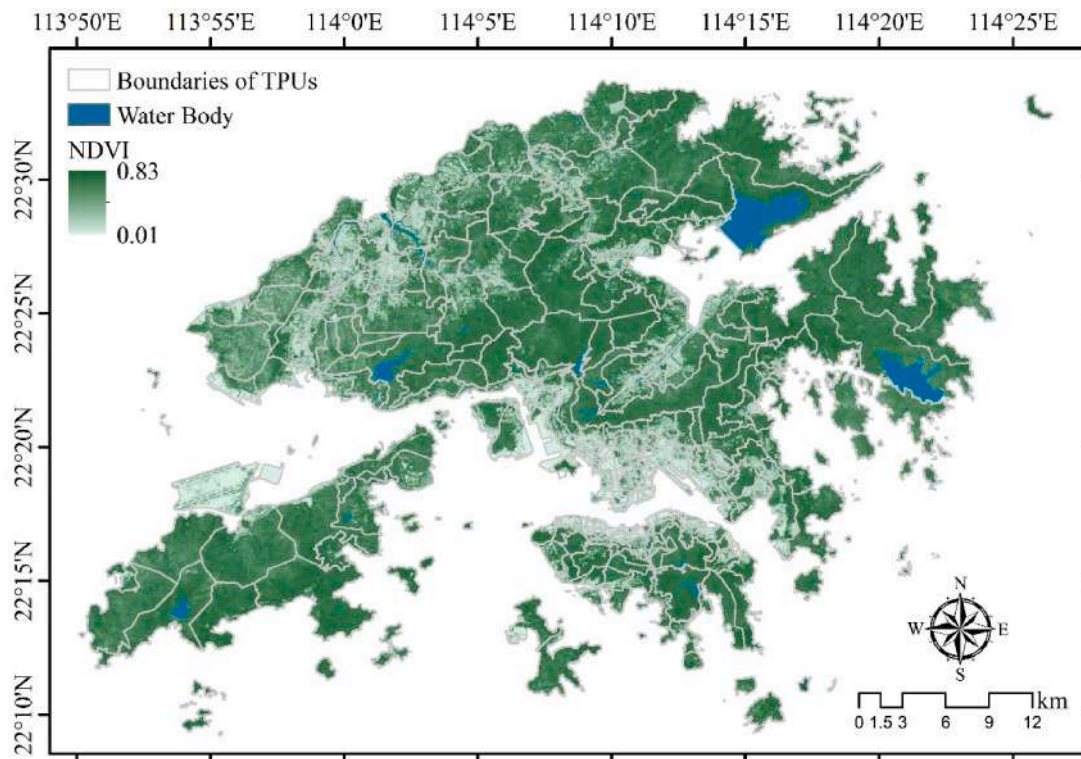 113°50'E 113°55'E 114°0'E 114°5'E 114°10'E 114°15'E 114°20'E 114°25'E
Boundaries of TPUs
Water Body
NDVI
0.83
0.01
22°30'N
22°25'N
22°20'N
22°15'N
22°10'N
N
W E
S
km
0 1.5 3 6 9 12